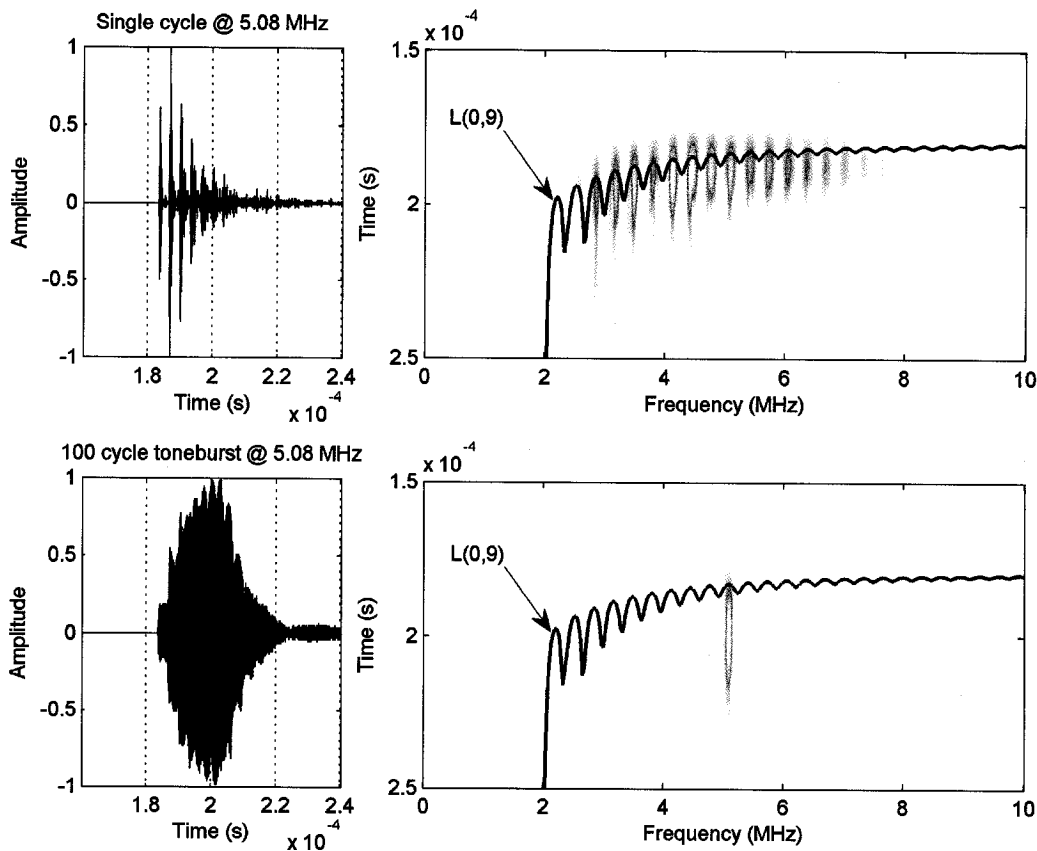 Single cycle @ 5.08 MHz
1
0.5
0
-0.5
-1
Amplitude
1.8 2 2.2 2.4
Time (s)
x 10^-4
x 10^-4
1.5
2
2.5
Time (s)
L(0,9)
0 2 4 6 8 10
Frequency (MHz)
100 cycle toneburst @ 5.08 MHz
1
0.5
0
-0.5
-1
Amplitude
1.8 2 2.2 2.4
Time (s)
x 10^-4
x 10^-4
1.5
2
2.5
Time (s)
L(0,9)
0 2 4 6 8 10
Frequency (MHz)